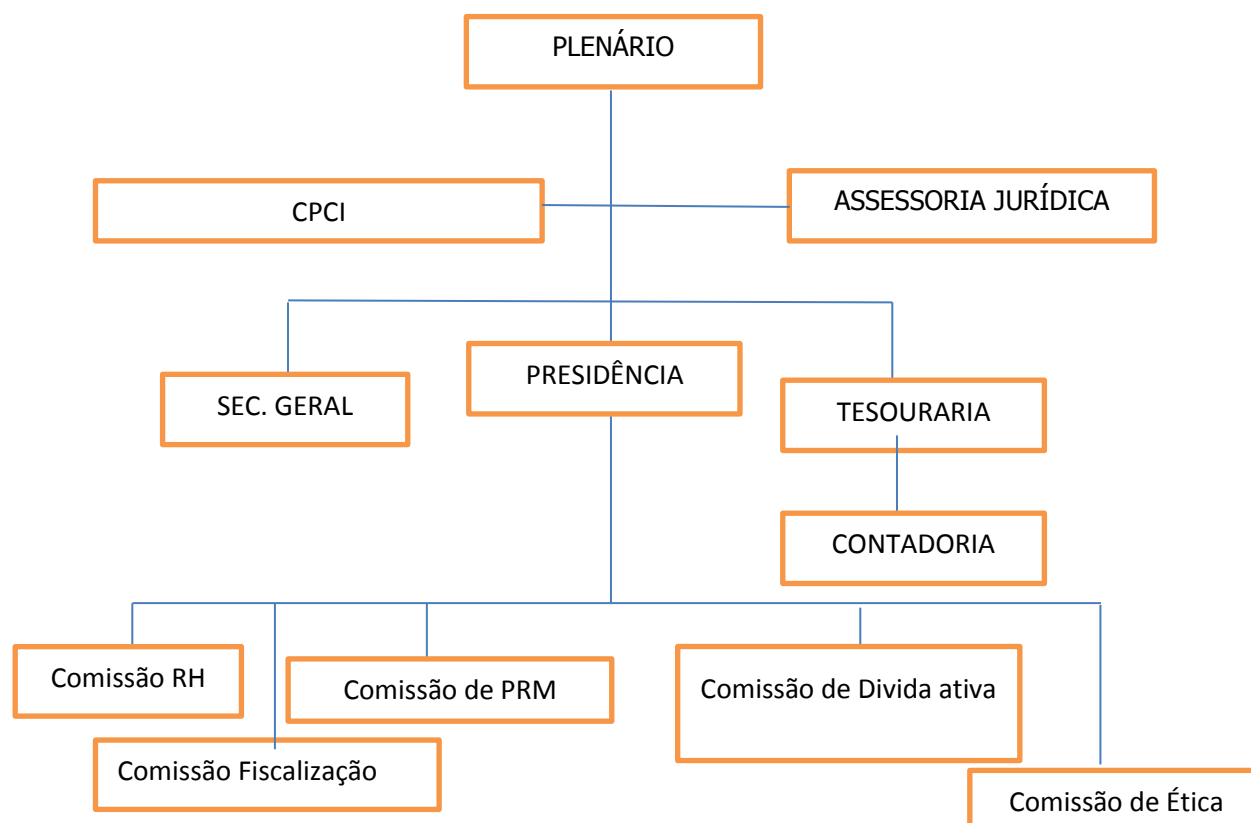 PLENÁRIO
CPCI
ASSESSORIA JURÍDICA
SEC. GERAL
PRESIDÊNCIA
TESOURARIA
CONTADORIA
Comissão RH
Comissão de PRM
Comissão de Divida ativa
Comissão Fiscalização
Comissão de Ética